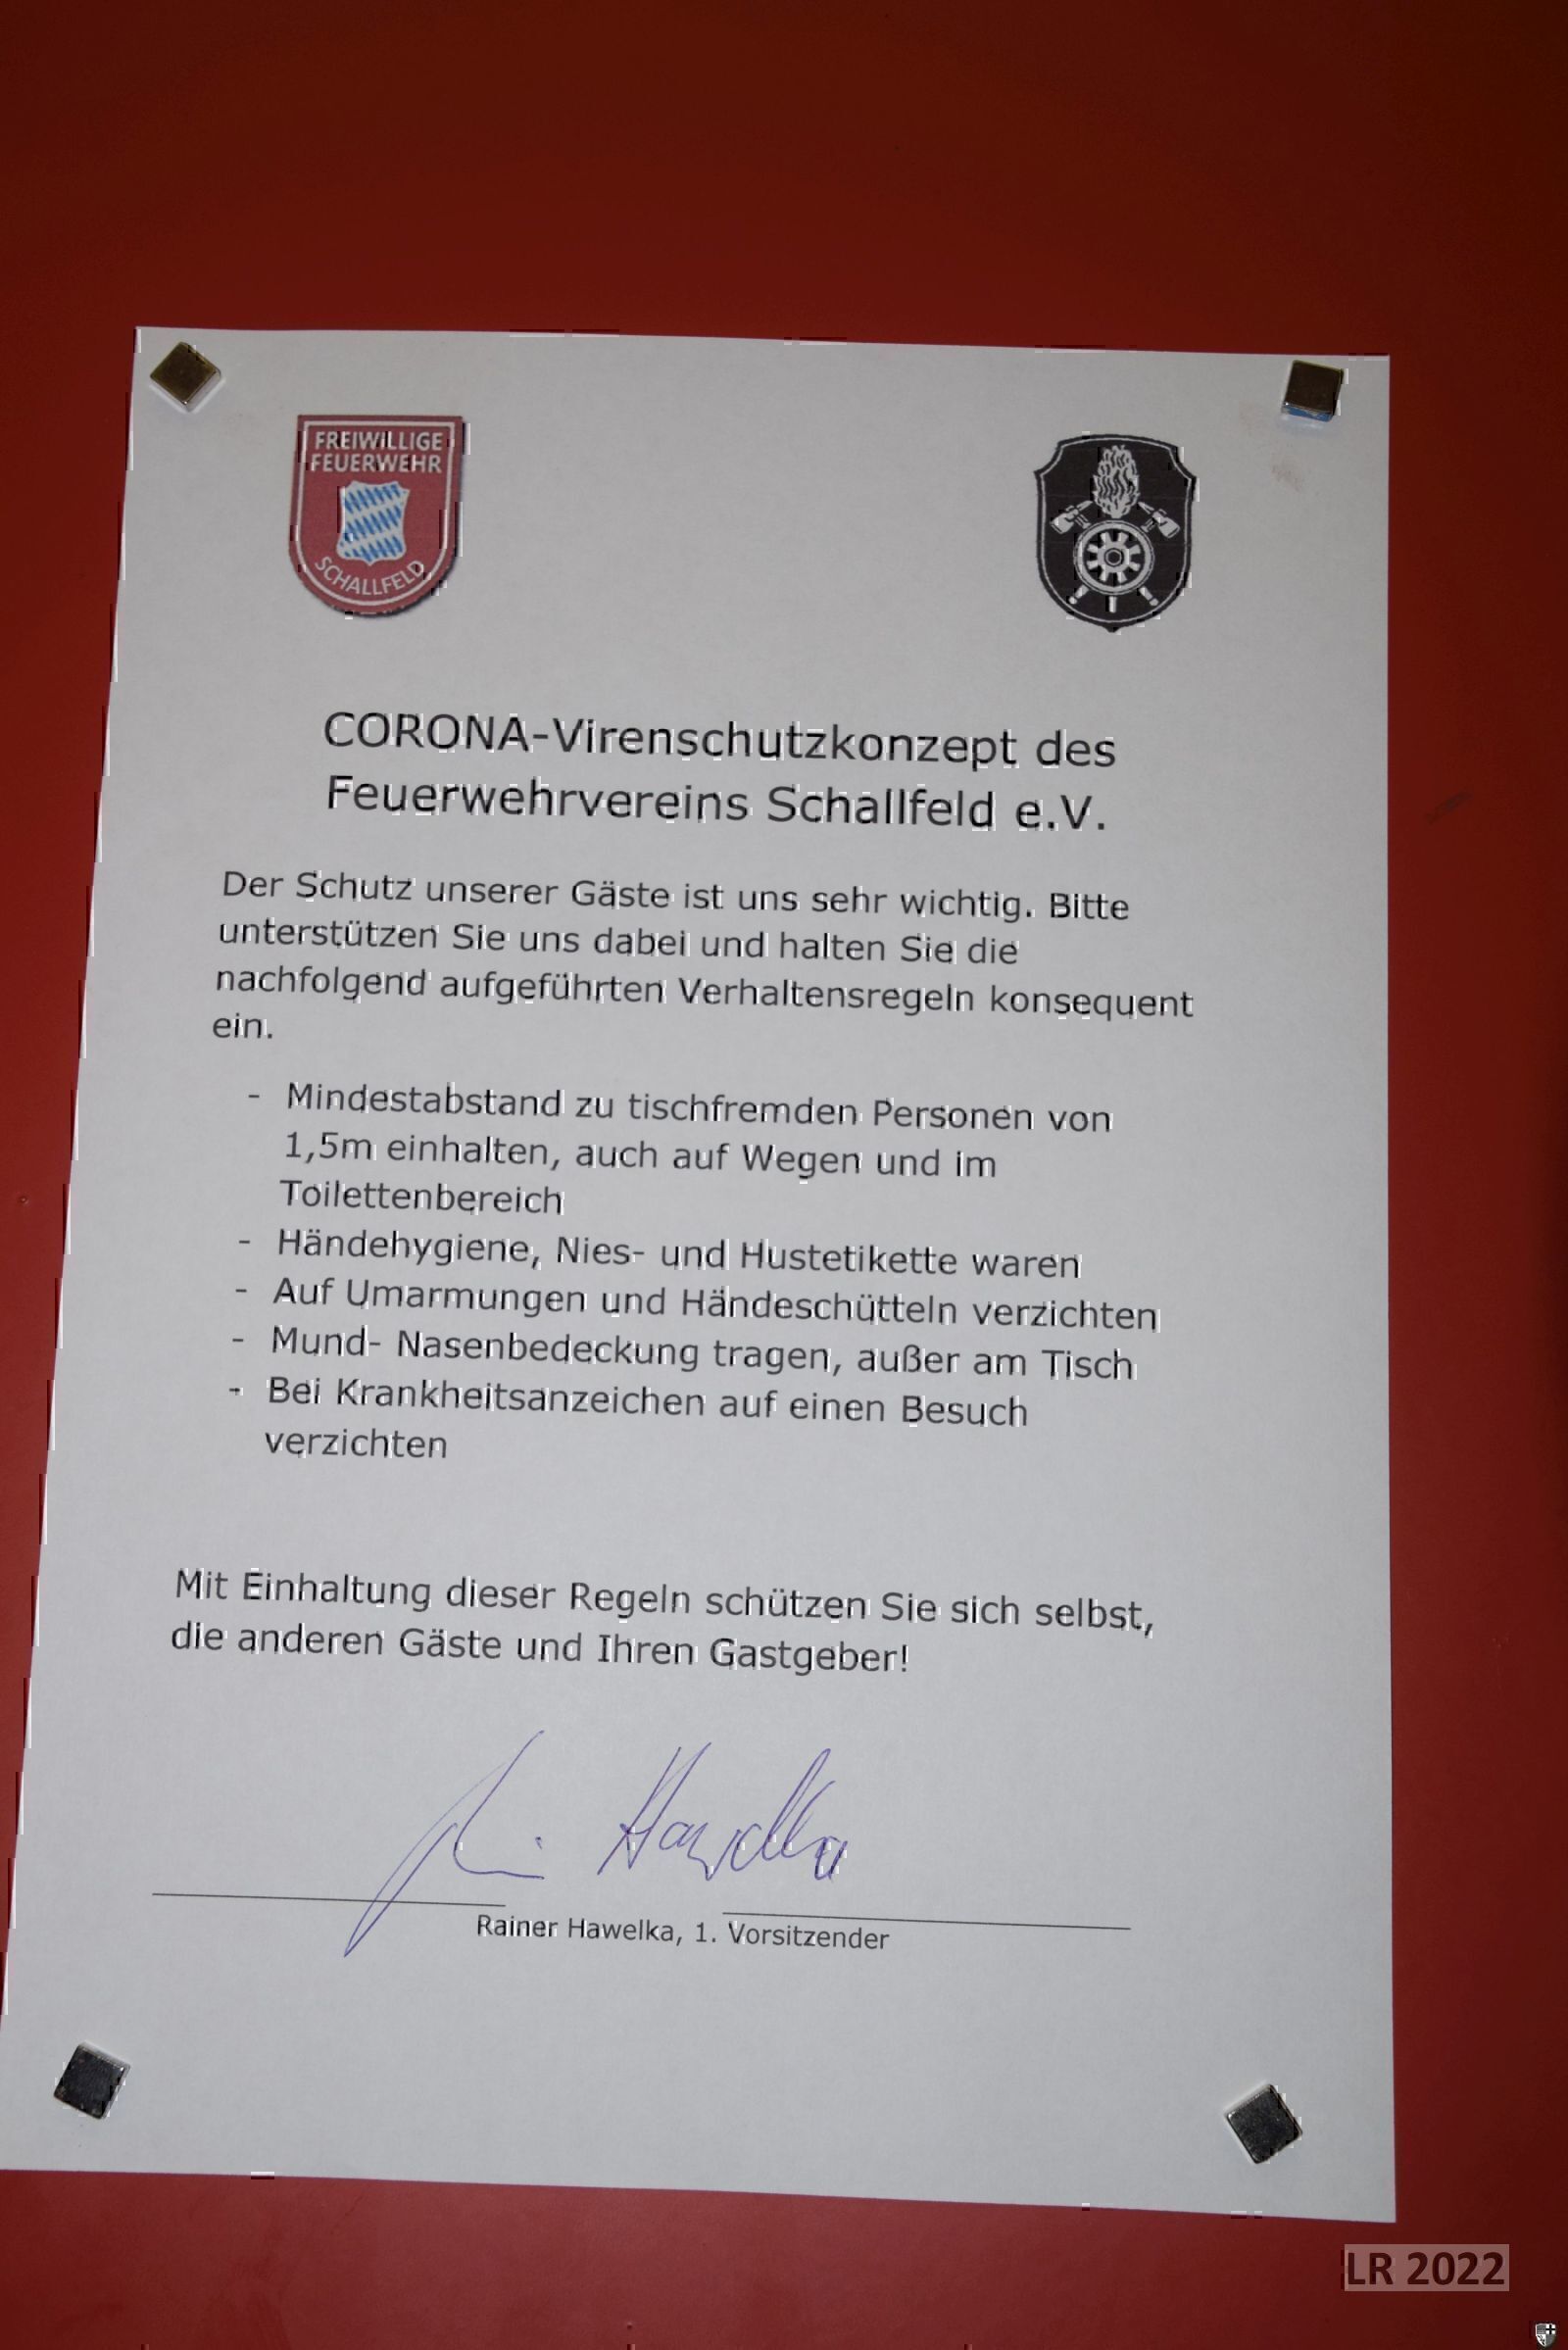 FREIWILLIGE
FEUERWEHR
SCHALLFELD
CORONA-Virenschutzkonzept des
Feuerwehrvereins Schallfeld e.V.
Der Schutz unserer Gäste ist uns sehr wichtig. Bitte
unterstützen Sie uns dabei und halten Sie die
nachfolgend aufgeführten Verhaltensregeln konsequent
ein.
- Mindestabstand zu tischfremden Personen von
1,5m einhalten, auch auf Wegen und im
Toilettenbereich
- Händehygiene, Nies- und Hustetikette waren
- Auf Umarmungen und Händeschütteln verzichten
- Mund- Nasenbedeckung tragen, außer am Tisch
- Bei Krankheitsanzeichen auf einen Besuch
verzichten
Mit Einhaltung dieser Regeln schützen Sie sich selbst,
die anderen Gäste und Ihren Gastgeber!
Hawelka
Rainer Hawelka, 1. Vorsitzender
LR 2022